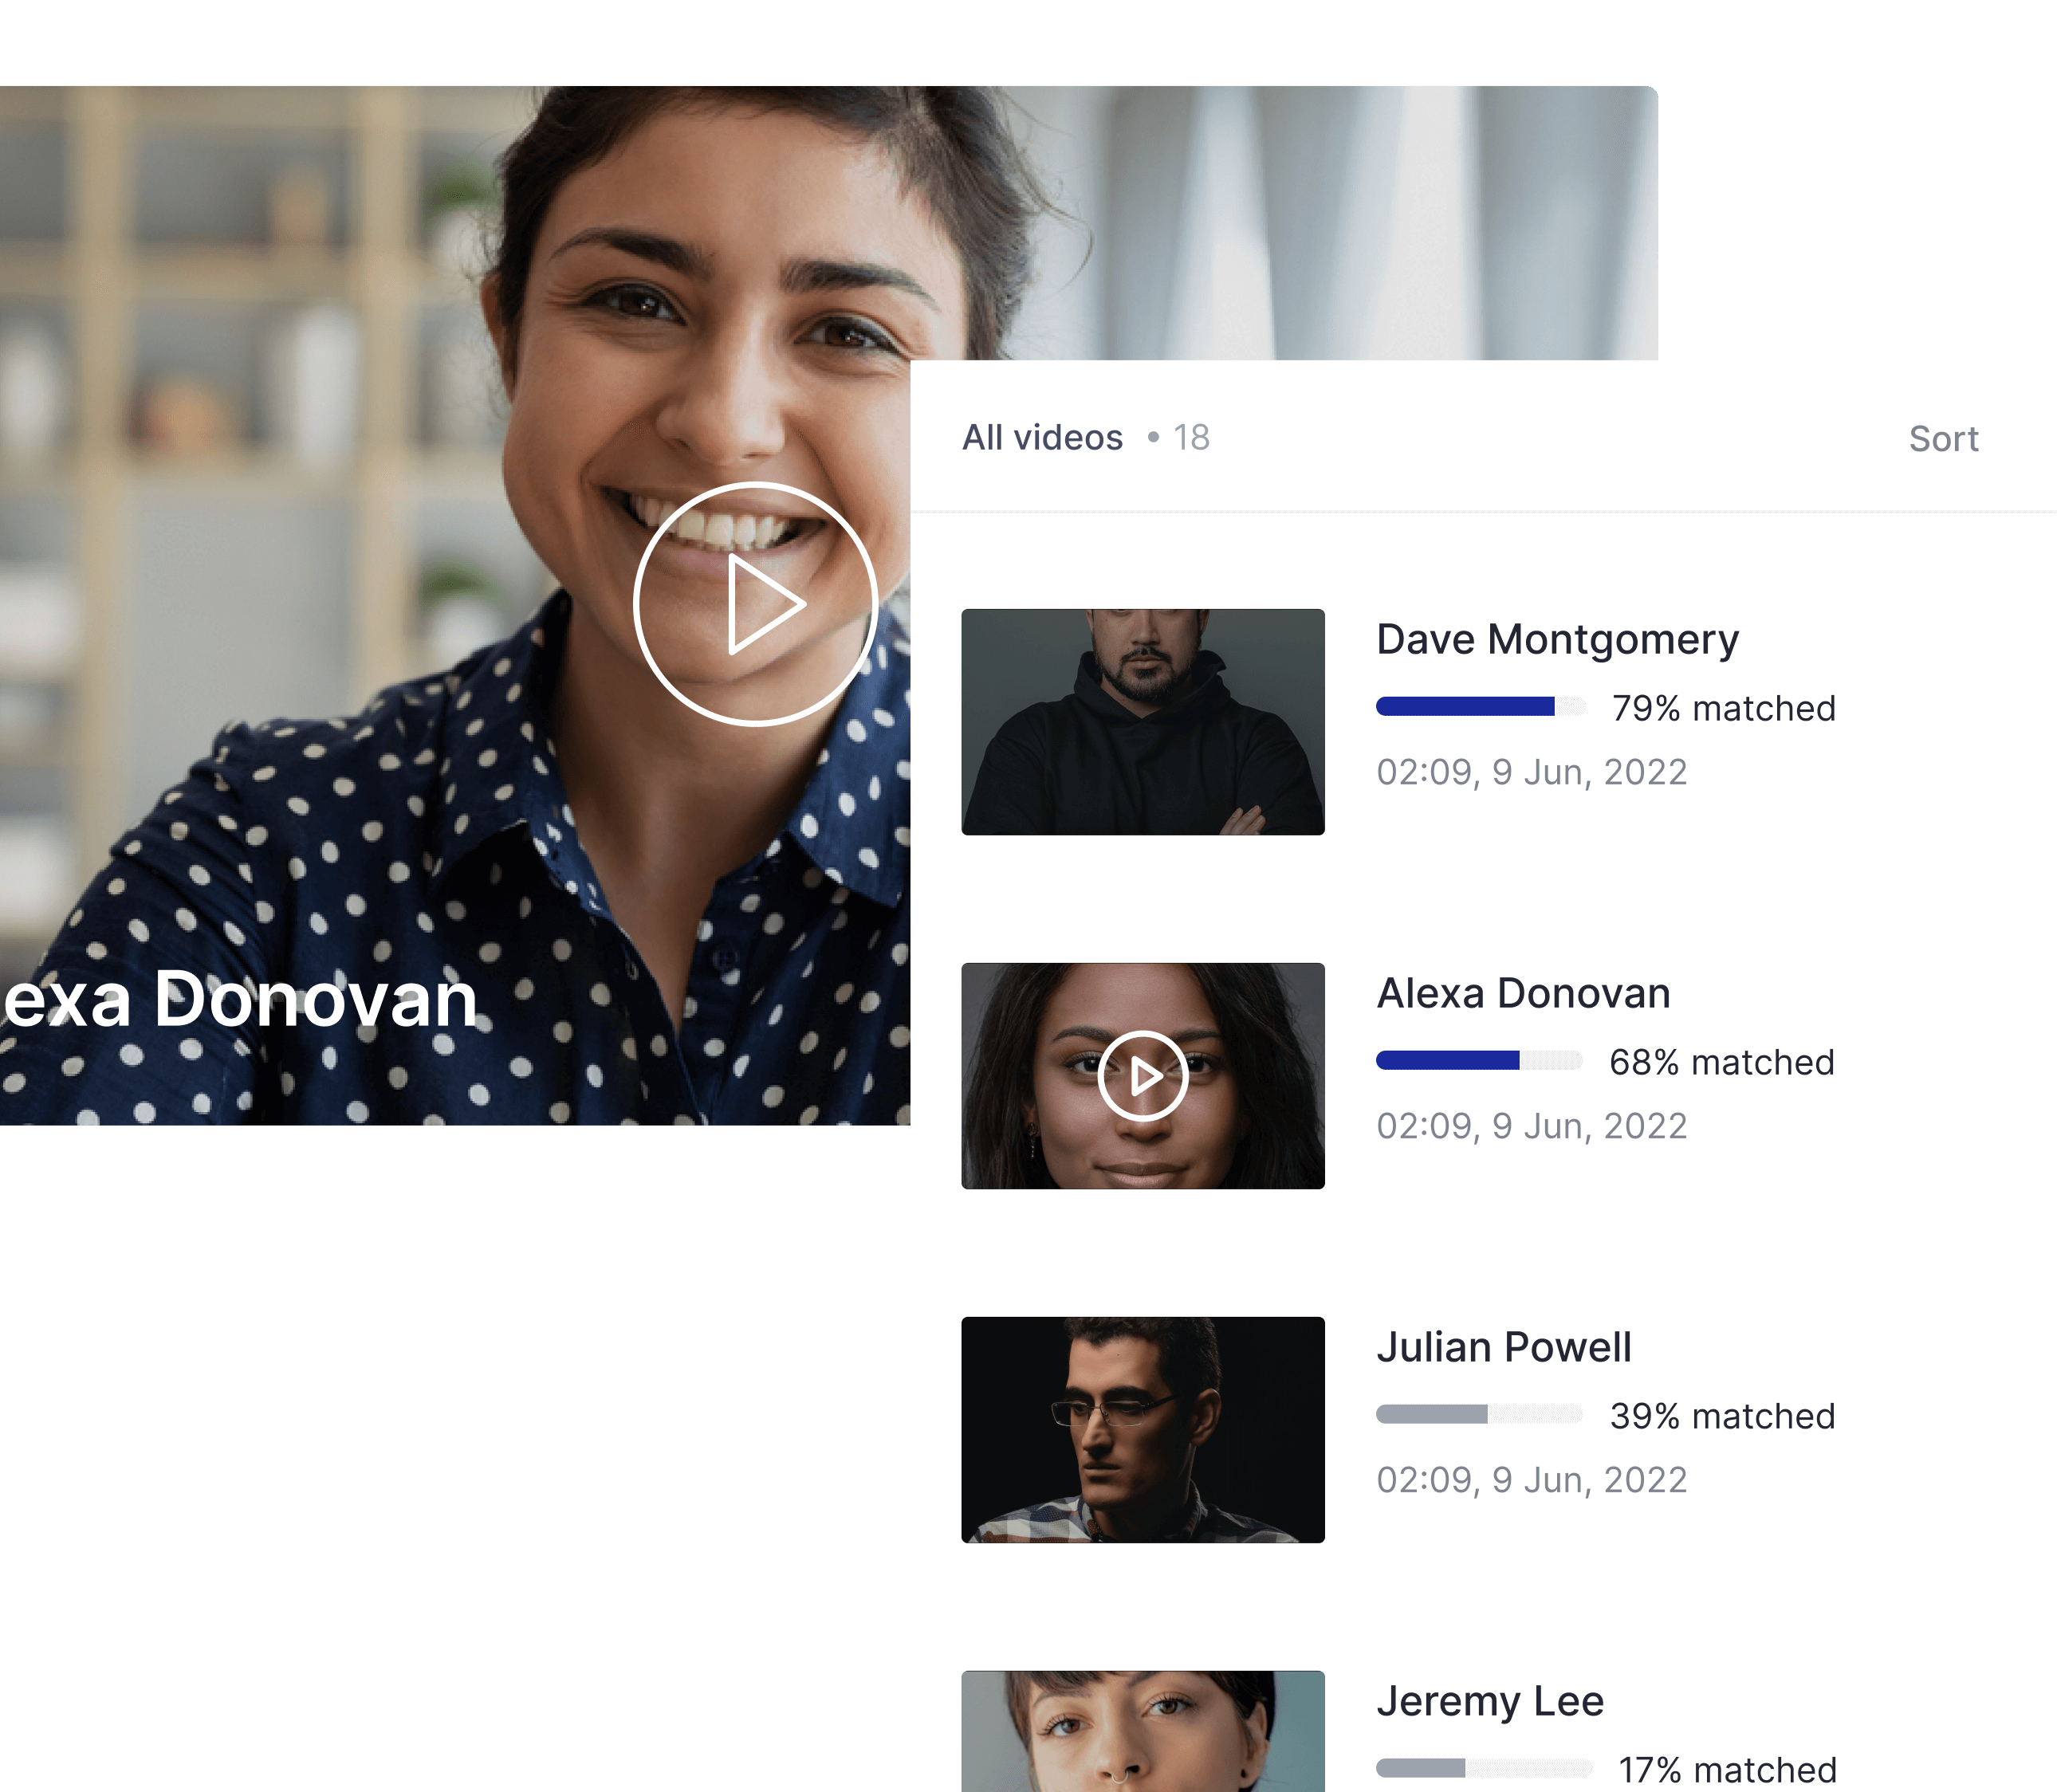 exa Donovan
All videos • 18
Sort
Dave Montgomery
79% matched
02:09, 9 Jun, 2022
Alexa Donovan
68% matched
02:09, 9 Jun, 2022
Julian Powell
39% matched
02:09, 9 Jun, 2022
Jeremy Lee
17% matched